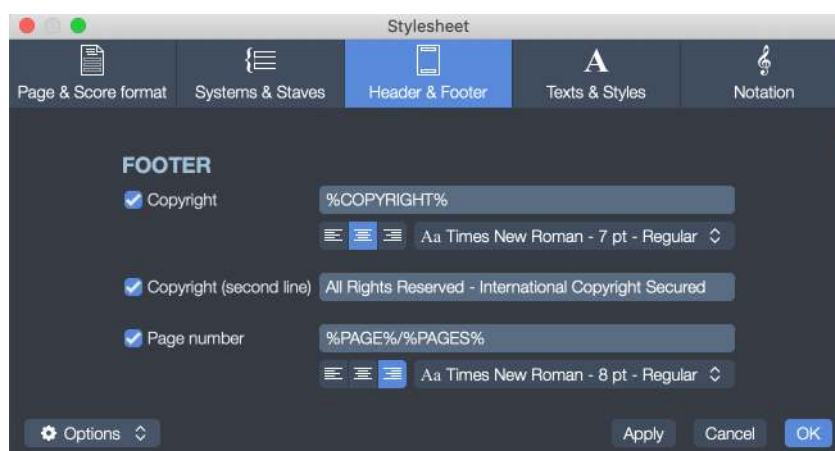 Stylesheet
Page & Score format Systems & Staves Header & Footer Texts & Styles Notation
FOOTER
Copyright %COPYRIGHT%
Aa Times New Roman - 7 pt - Regular
Copyright (second line) All Rights Reserved - International Copyright Secured
Page number %PAGE%/%PAGES%
Aa Times New Roman - 8 pt - Regular
Options Apply Cancel OK